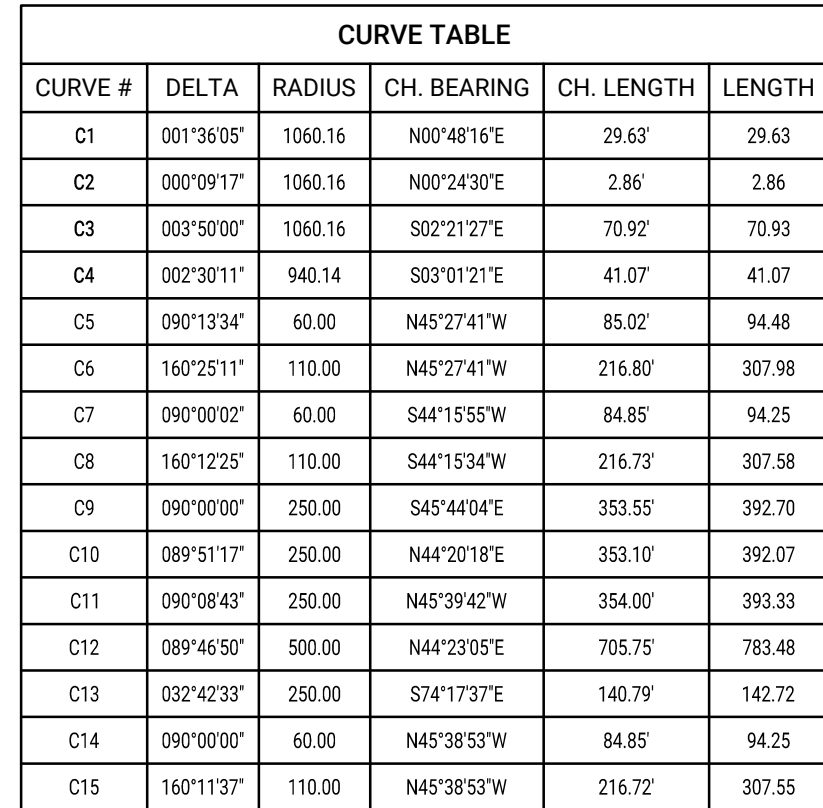 CURVE TABLE
CURVE # DELTA RADIUS CH. BEARING CH. LENGTH LENGTH
C1 001°36'05" 1060.16 N00°48'16"E 29.63' 29.63
C2 000°09'17" 1060.16 N00°24'30"E 2.86' 2.86
C3 003°50'00" 1060.16 S02°21'27"E 70.92' 70.93
C4 002°30'11" 940.14 S03°01'21"E 41.07' 41.07
C5 090°13'34" 60.00 N45°27'41"W 85.02' 94.48
C6 160°25'11" 110.00 N45°27'41"W 216.80' 307.98
C7 090°00'02" 60.00 S44°15'55"W 84.85' 94.25
C8 160°12'25" 110.00 S44°15'34"W 216.73' 307.58
C9 090°00'00" 250.00 S45°44'04"E 353.55' 392.70
C10 089°51'17" 250.00 N44°20'18"E 353.10' 392.07
C11 090°08'43" 250.00 N45°39'42"W 354.00' 393.33
C12 089°46'50" 500.00 N44°23'05"E 705.75' 783.48
C13 032°42'33" 250.00 S74°17'37"E 140.79' 142.72
C14 090°00'00" 60.00 N45°38'53"W 84.85' 94.25
C15 160°11'37" 110.00 N45°38'53"W 216.72' 307.55